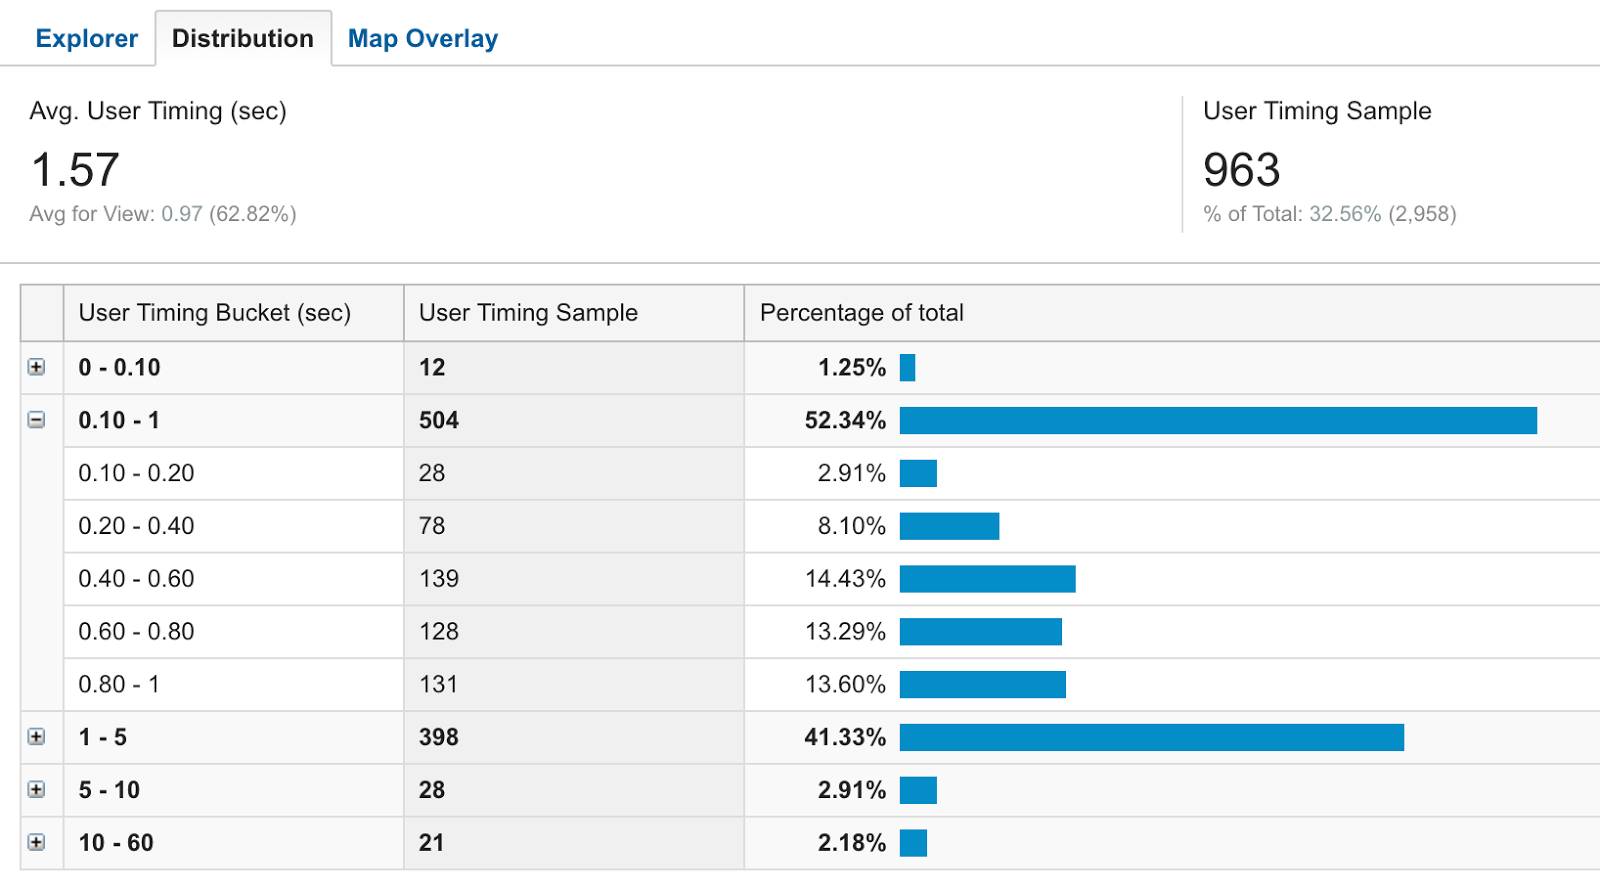 Explorer Distribution Map Overlay
Avg. User Timing (sec)
1.57
Avg for View: 0.97 (62.82%)
User Timing Sample
963
% of Total: 32.56% (2,958)
User Timing Bucket (sec) User Timing Sample Percentage of total
0 - 0.10 12 1.25%
0.10 - 1 504 52.34%
0.10 - 0.20 28 2.91%
0.20 - 0.40 78 8.10%
0.40 - 0.60 139 14.43%
0.60 - 0.80 128 13.29%
0.80 - 1 131 13.60%
1 - 5 398 41.33%
5 - 10 28 2.91%
10 - 60 21 2.18%